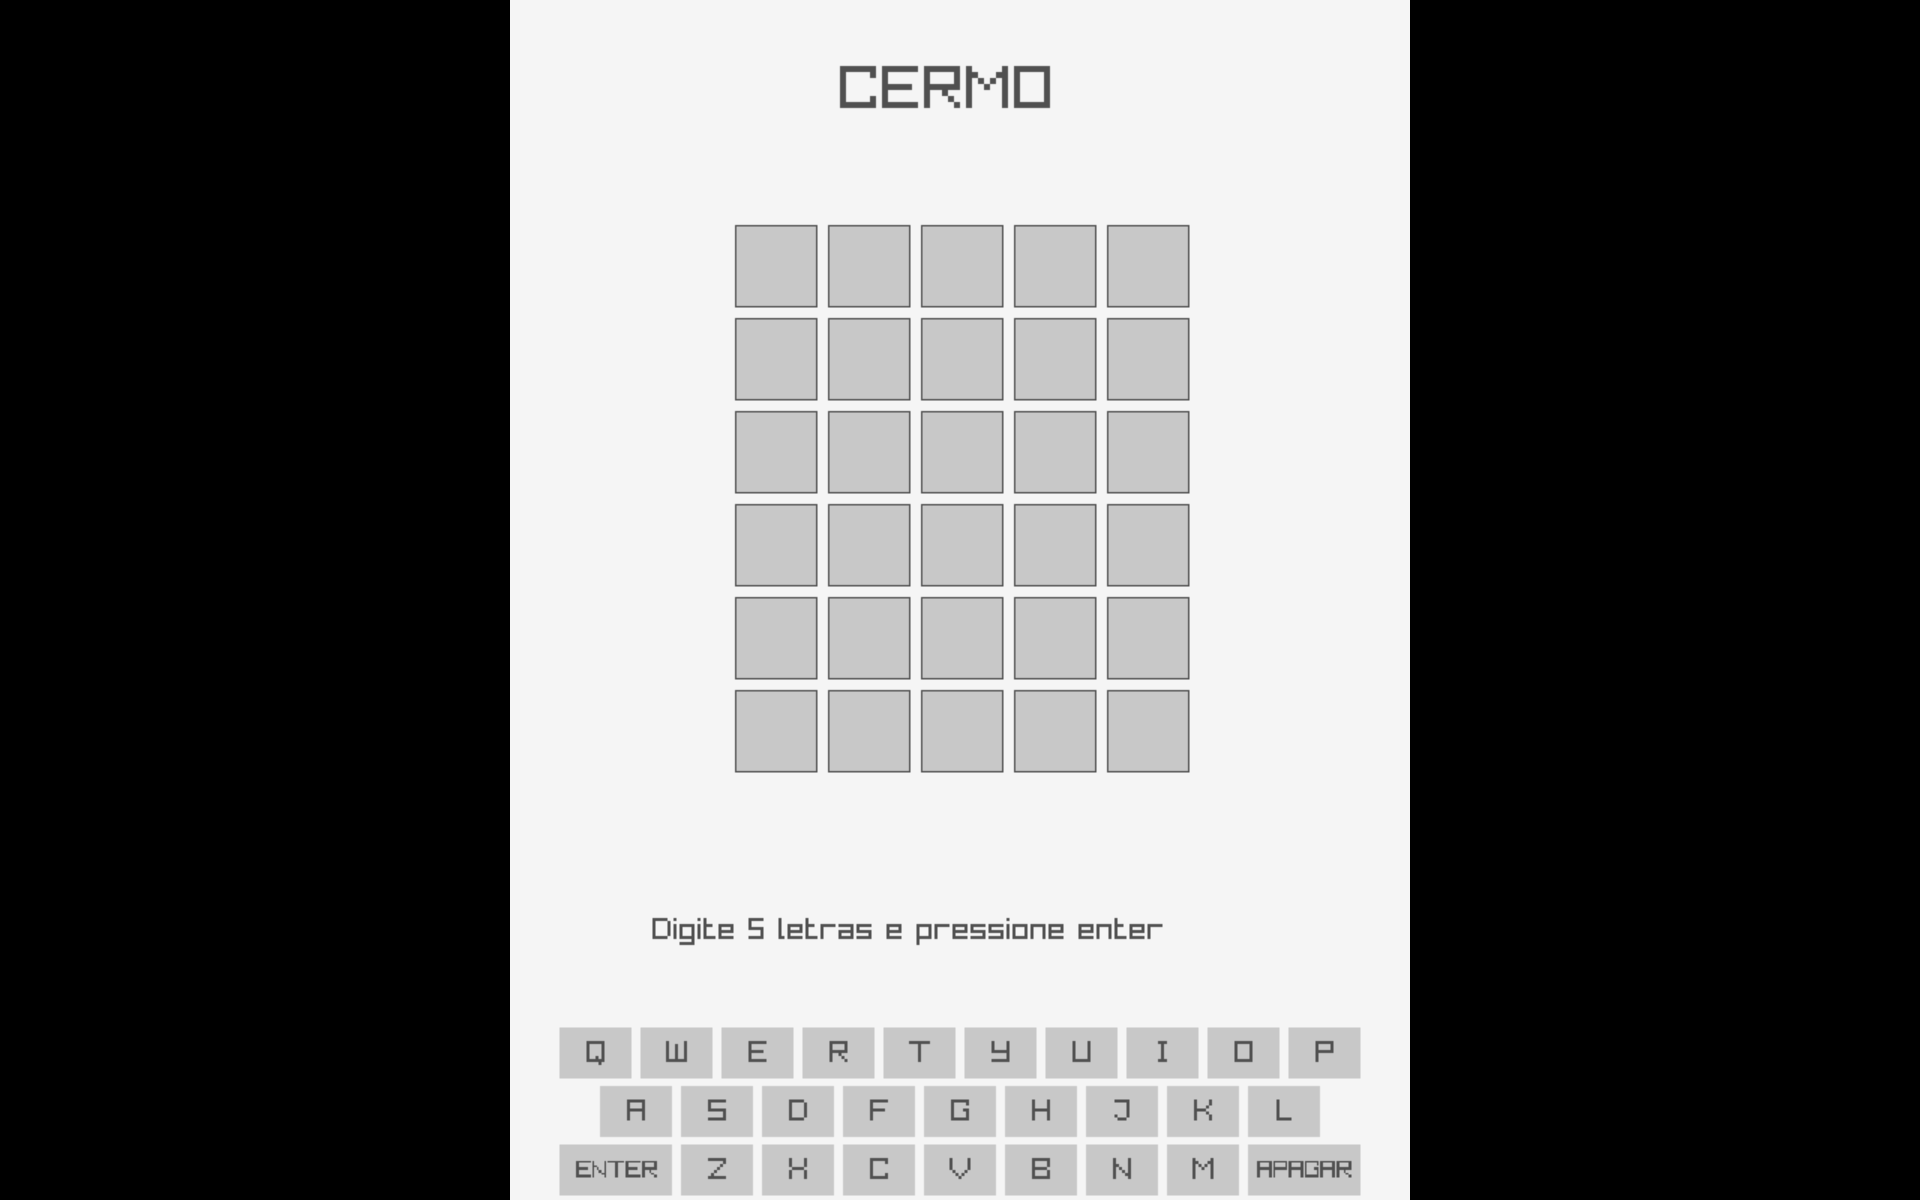 CERMO
Digite 5 letras e pressione enter
Q W E R T Y U I O P
A S D F G H J K L
ENTER Z X C V B N M APAGAR